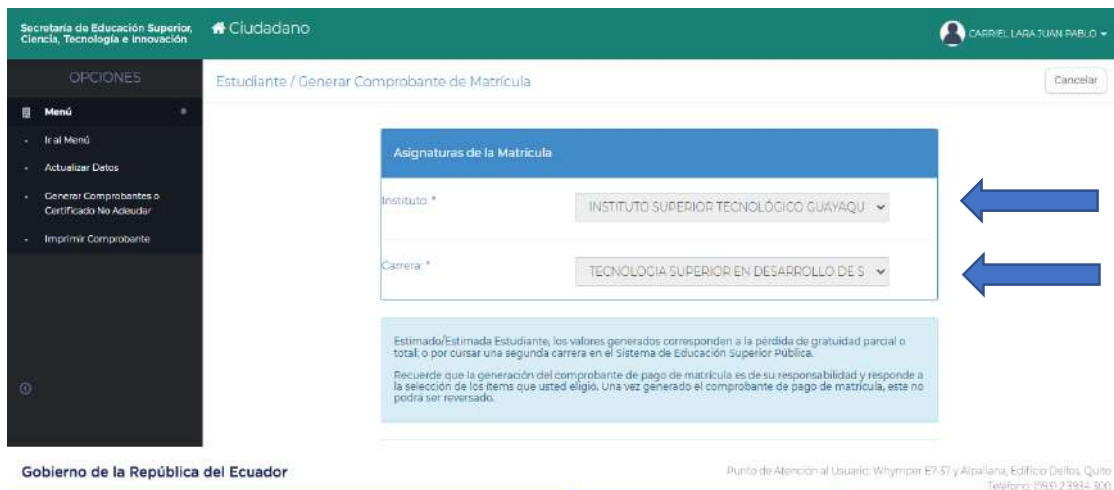 Secretaría de Educación Superior,
Ciencia, Tecnología e Innovación
Ciudadano
CARRIEL LARA JUAN PABLO
OPCIONES
Menú
Ir al Menú
Actualizar Datos
Generar Comprobantes o
Certificado No Adeudar
Imprimir Comprobante
Estudiante / Generar Comprobante de Matrícula
Cancelar
Asignaturas de la Matrícula
Instituto: *
INSTITUTO SUPERIOR TECNOLÓGICO GUAYAQU
Carrera: *
TECNOLOGIA SUPERIOR EN DESARROLLO DE S
Estimado/Estimada Estudiante, los valores generados corresponden a la pérdida de gratuidad parcial o
total; o por cursar una segunda carrera en el Sistema de Educación Superior Pública.
Recuerde que la generación del comprobante de pago de matrícula es de su responsabilidad y responde a
la selección de los ítems que usted eligió. Una vez generado el comprobante de pago de matrícula, este no
podrá ser reversado.
Gobierno de la República del Ecuador
Punto de Atención al Usuario: Whymper E7-37 y Alpallana, Edificio Delfos, Quito
Teléfono: (593) 2 3934 300